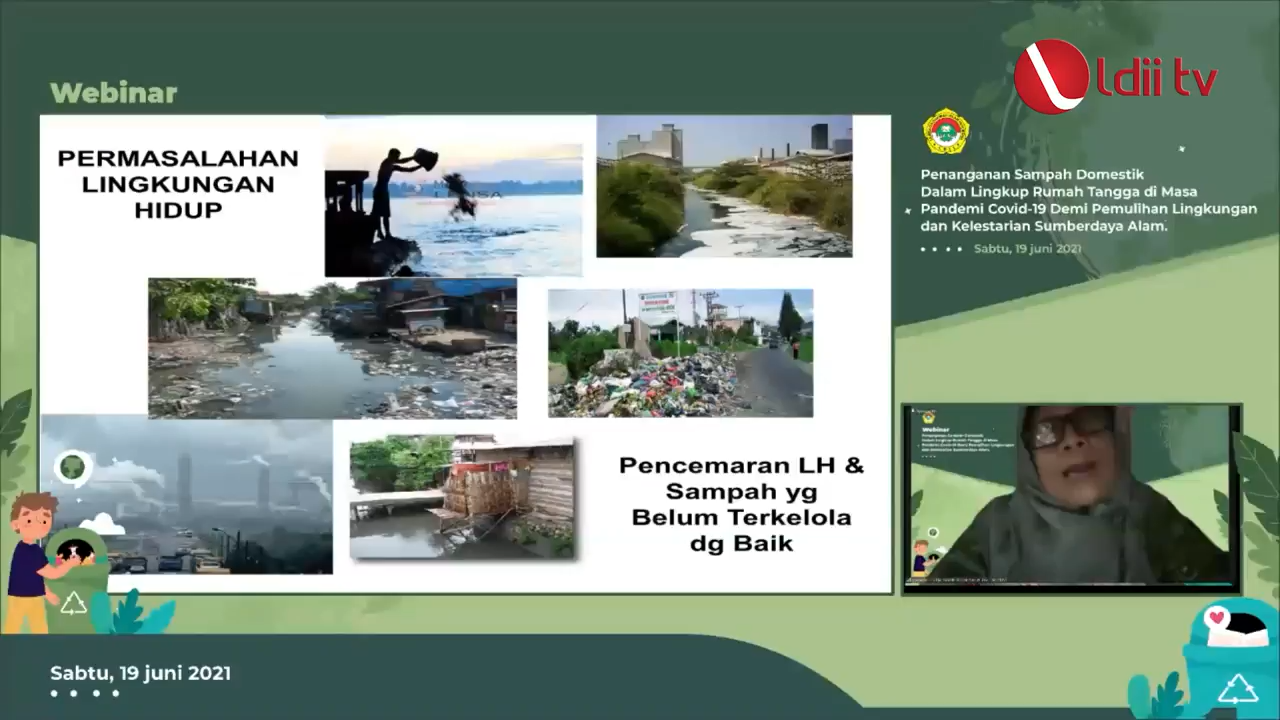 Webinar
ldii tv
PERMASALAHAN
LINGKUNGAN
HIDUP
Penanganan Sampah Domestik
Dalam Lingkup Rumah Tangga di Masa
Pandemi Covid-19 Demi Pemulihan Lingkungan
dan Kelestarian Sumberdaya Alam.
Sabtu, 19 juni 2021
Pencemaran LH &
Sampah yg
Belum Terkelola
dg Baik
Webinar
Sabtu, 19 juni 2021